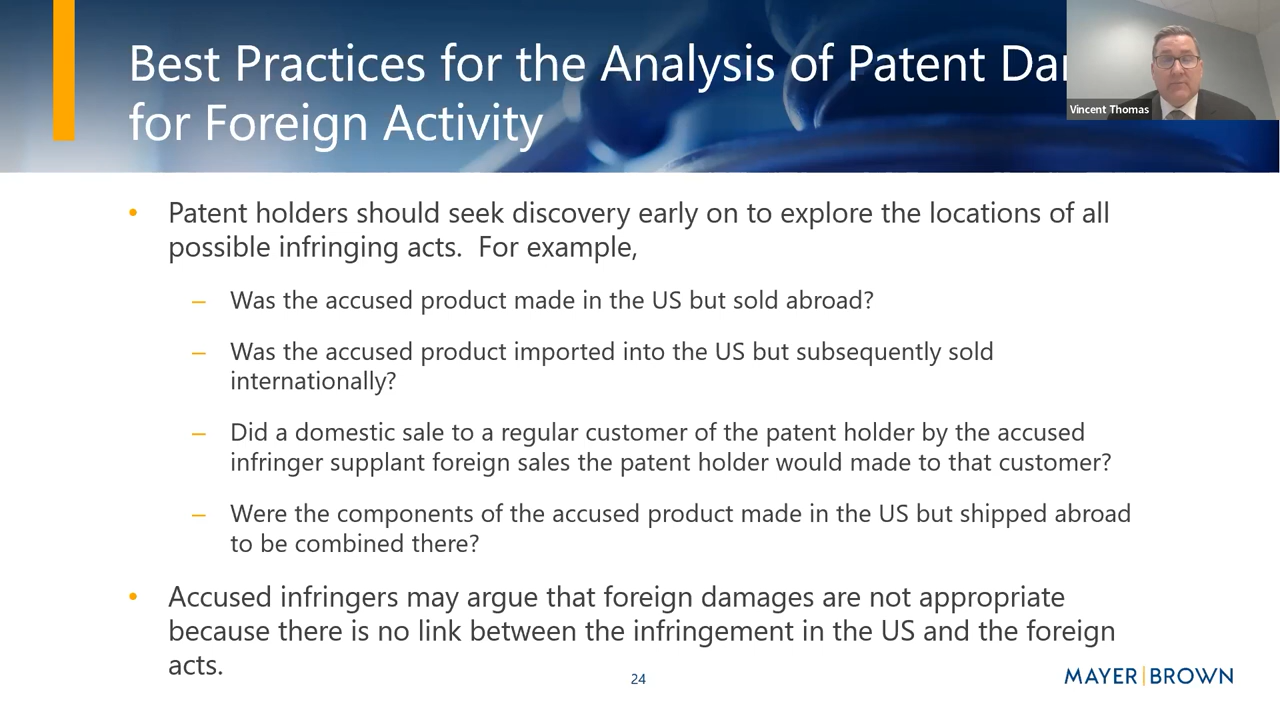 Best Practices for the Analysis of Patent Da
for Foreign Activity
Vincent Thomas
• Patent holders should seek discovery early on to explore the locations of all
possible infringing acts. For example,
– Was the accused product made in the US but sold abroad?
– Was the accused product imported into the US but subsequently sold
internationally?
– Did a domestic sale to a regular customer of the patent holder by the accused
infringer supplant foreign sales the patent holder would made to that customer?
– Were the components of the accused product made in the US but shipped abroad
to be combined there?
• Accused infringers may argue that foreign damages are not appropriate
because there is no link between the infringement in the US and the foreign
acts.
24
MAYER|BROWN